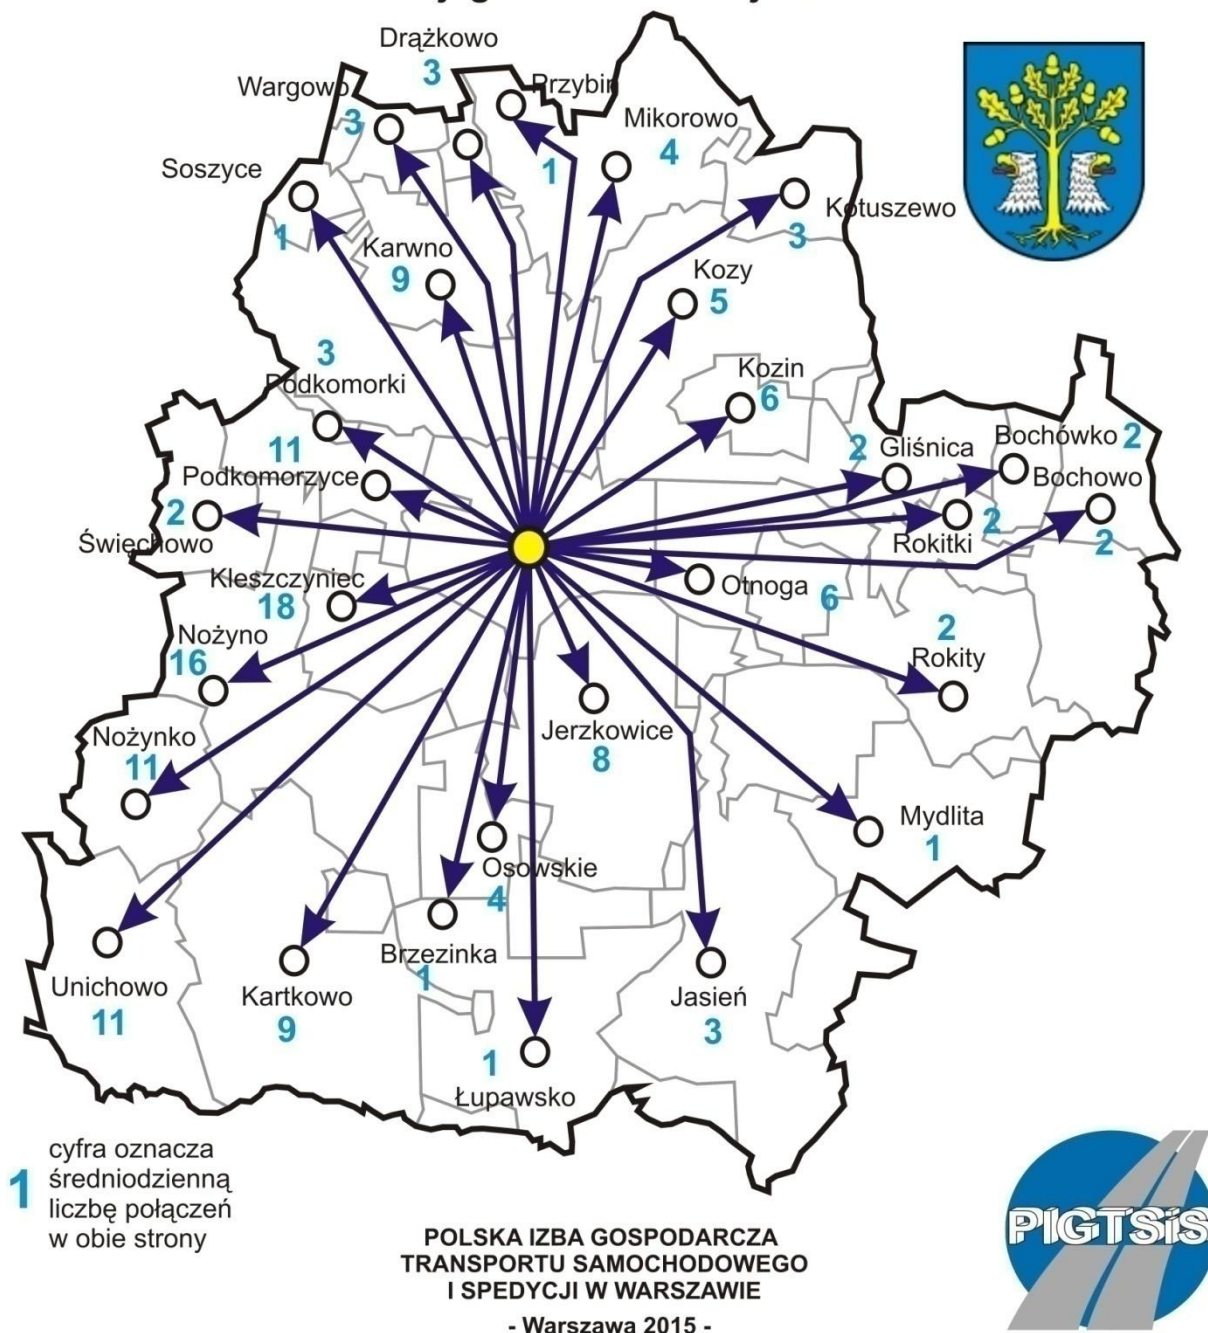 Drążkowo
3
Wargowo
3
Przybin
1
Mikorowo
4
Soszyce
1
Kotuszewo
3
Karwno
9
Kozy
5
3
Podkomorki
Kozin
6
11
Podkomorzyce
2
Gliśnica
Bochówko
2
Bochowo
2
2
Świechowo
Rokitki
2
Kleszczyniec
18
Otnoga
6
Nożyno
16
2
Rokity
Nożynko
11
Jerzkowice
8
Mydlita
1
Osowskie
4
Brzezinka
1
Unichowo
11
Kartkowo
9
Jasień
3
1
Łupawsko
1
cyfra oznacza
średniodzienną
liczbę połączeń
w obie strony
POLSKA IZBA GOSPODARCZA
TRANSPORTU SAMOCHODOWEGO
I SPEDYCJI W WARSZAWIE
- Warszawa 2015 -
PIGTSiS